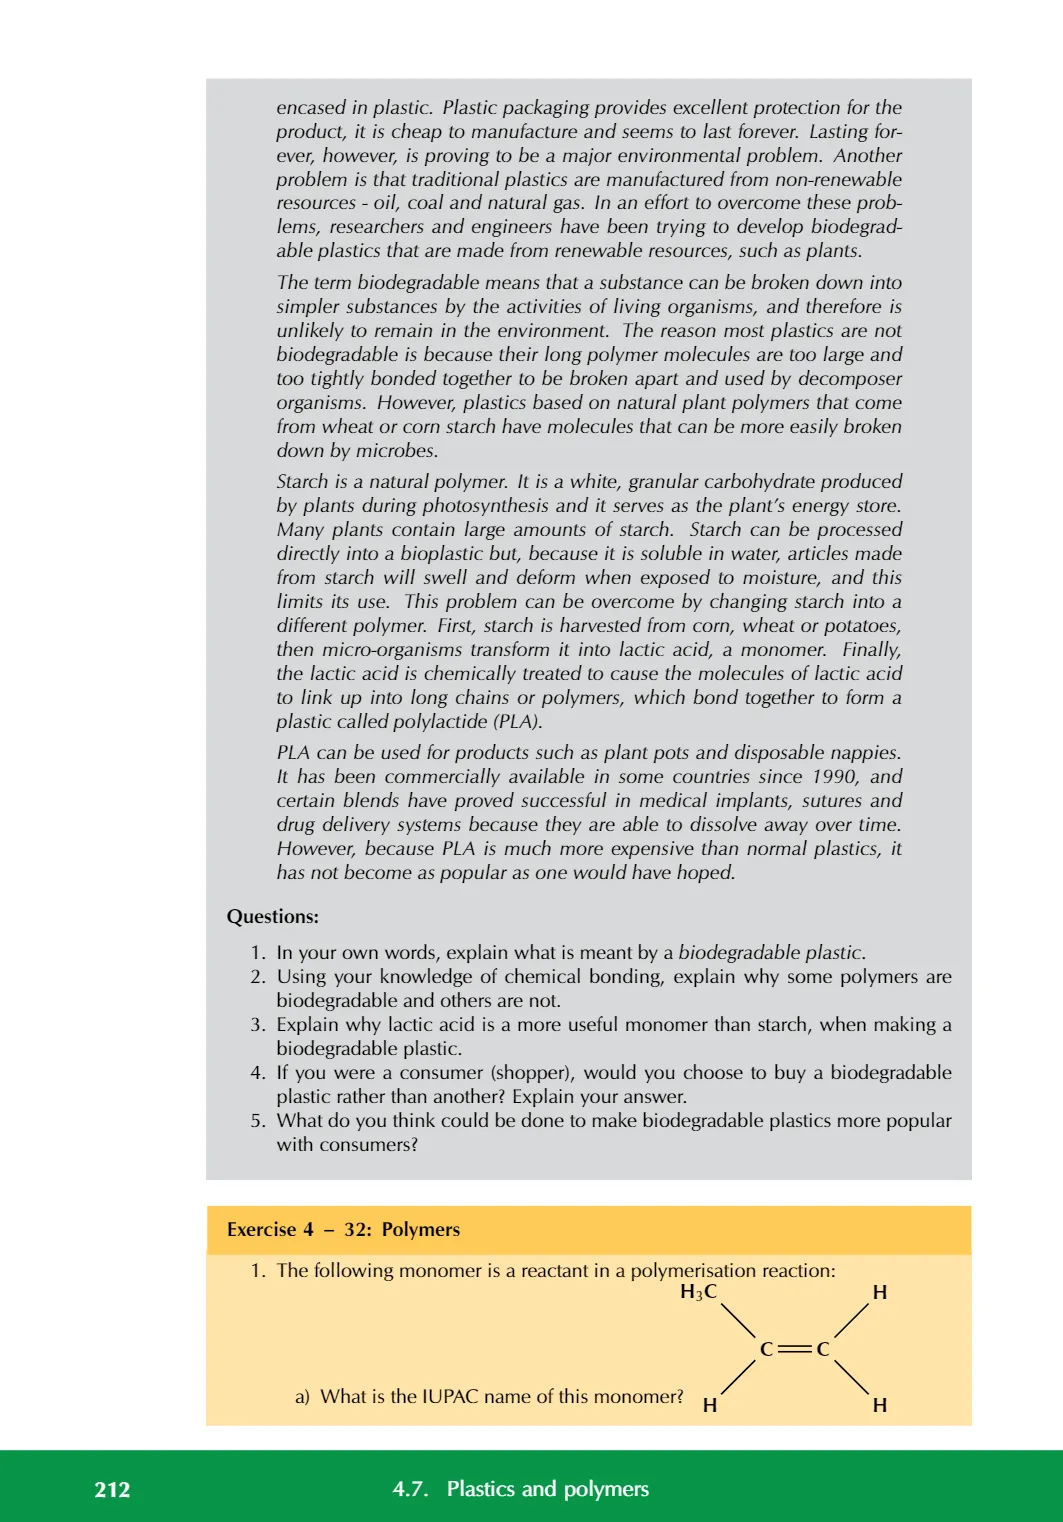 encased in plastic. Plastic packaging provides excellent protection for the
product, it is cheap to manufacture and seems to last forever. Lasting for-
ever, however, is proving to be a major environmental problem. Another
problem is that traditional plastics are manufactured from non-renewable
resources - oil, coal and natural gas. In an effort to overcome these prob-
lems, researchers and engineers have been trying to develop biodegrad-
able plastics that are made from renewable resources, such as plants.
The term biodegradable means that a substance can be broken down into
simpler substances by the activities of living organisms, and therefore is
unlikely to remain in the environment. The reason most plastics are not
biodegradable is because their long polymer molecules are too large and
too tightly bonded together to be broken apart and used by decomposer
organisms. However, plastics based on natural plant polymers that come
from wheat or corn starch have molecules that can be more easily broken
down by microbes.
Starch is a natural polymer. It is a white, granular carbohydrate produced
by plants during photosynthesis and it serves as the plant's energy store.
Many plants contain large amounts of starch. Starch can be processed
directly into a bioplastic but, because it is soluble in water, articles made
from starch will swell and deform when exposed to moisture, and this
limits its use. This problem can be overcome by changing starch into a
different polymer. First, starch is harvested from corn, wheat or potatoes,
then micro-organisms transform it into lactic acid, a monomer. Finally,
the lactic acid is chemically treated to cause the molecules of lactic acid
to link up into long chains or polymers, which bond together to form a
plastic called polylactide (PLA).
PLA can be used for products such as plant pots and disposable nappies.
It has been commercially available in some countries since 1990, and
certain blends have proved successful in medical implants, sutures and
drug delivery systems because they are able to dissolve away over time.
However, because PLA is much more expensive than normal plastics, it
has not become as popular as one would have hoped.
Questions:
1. In your own words, explain what is meant by a biodegradable plastic.
2. Using your knowledge of chemical bonding, explain why some polymers are
biodegradable and others are not.
3. Explain why lactic acid is a more useful monomer than starch, when making a
biodegradable plastic.
4. If you were a consumer (shopper), would you choose to buy a biodegradable
plastic rather than another? Explain your answer.
5. What do you think could be done to make biodegradable plastics more popular
with consumers?
Exercise 4 – 32: Polymers
1. The following monomer is a reactant in a polymerisation reaction:
H₃C H
C C
a) What is the IUPAC name of this monomer?
H H
212 4.7. Plastics and polymers